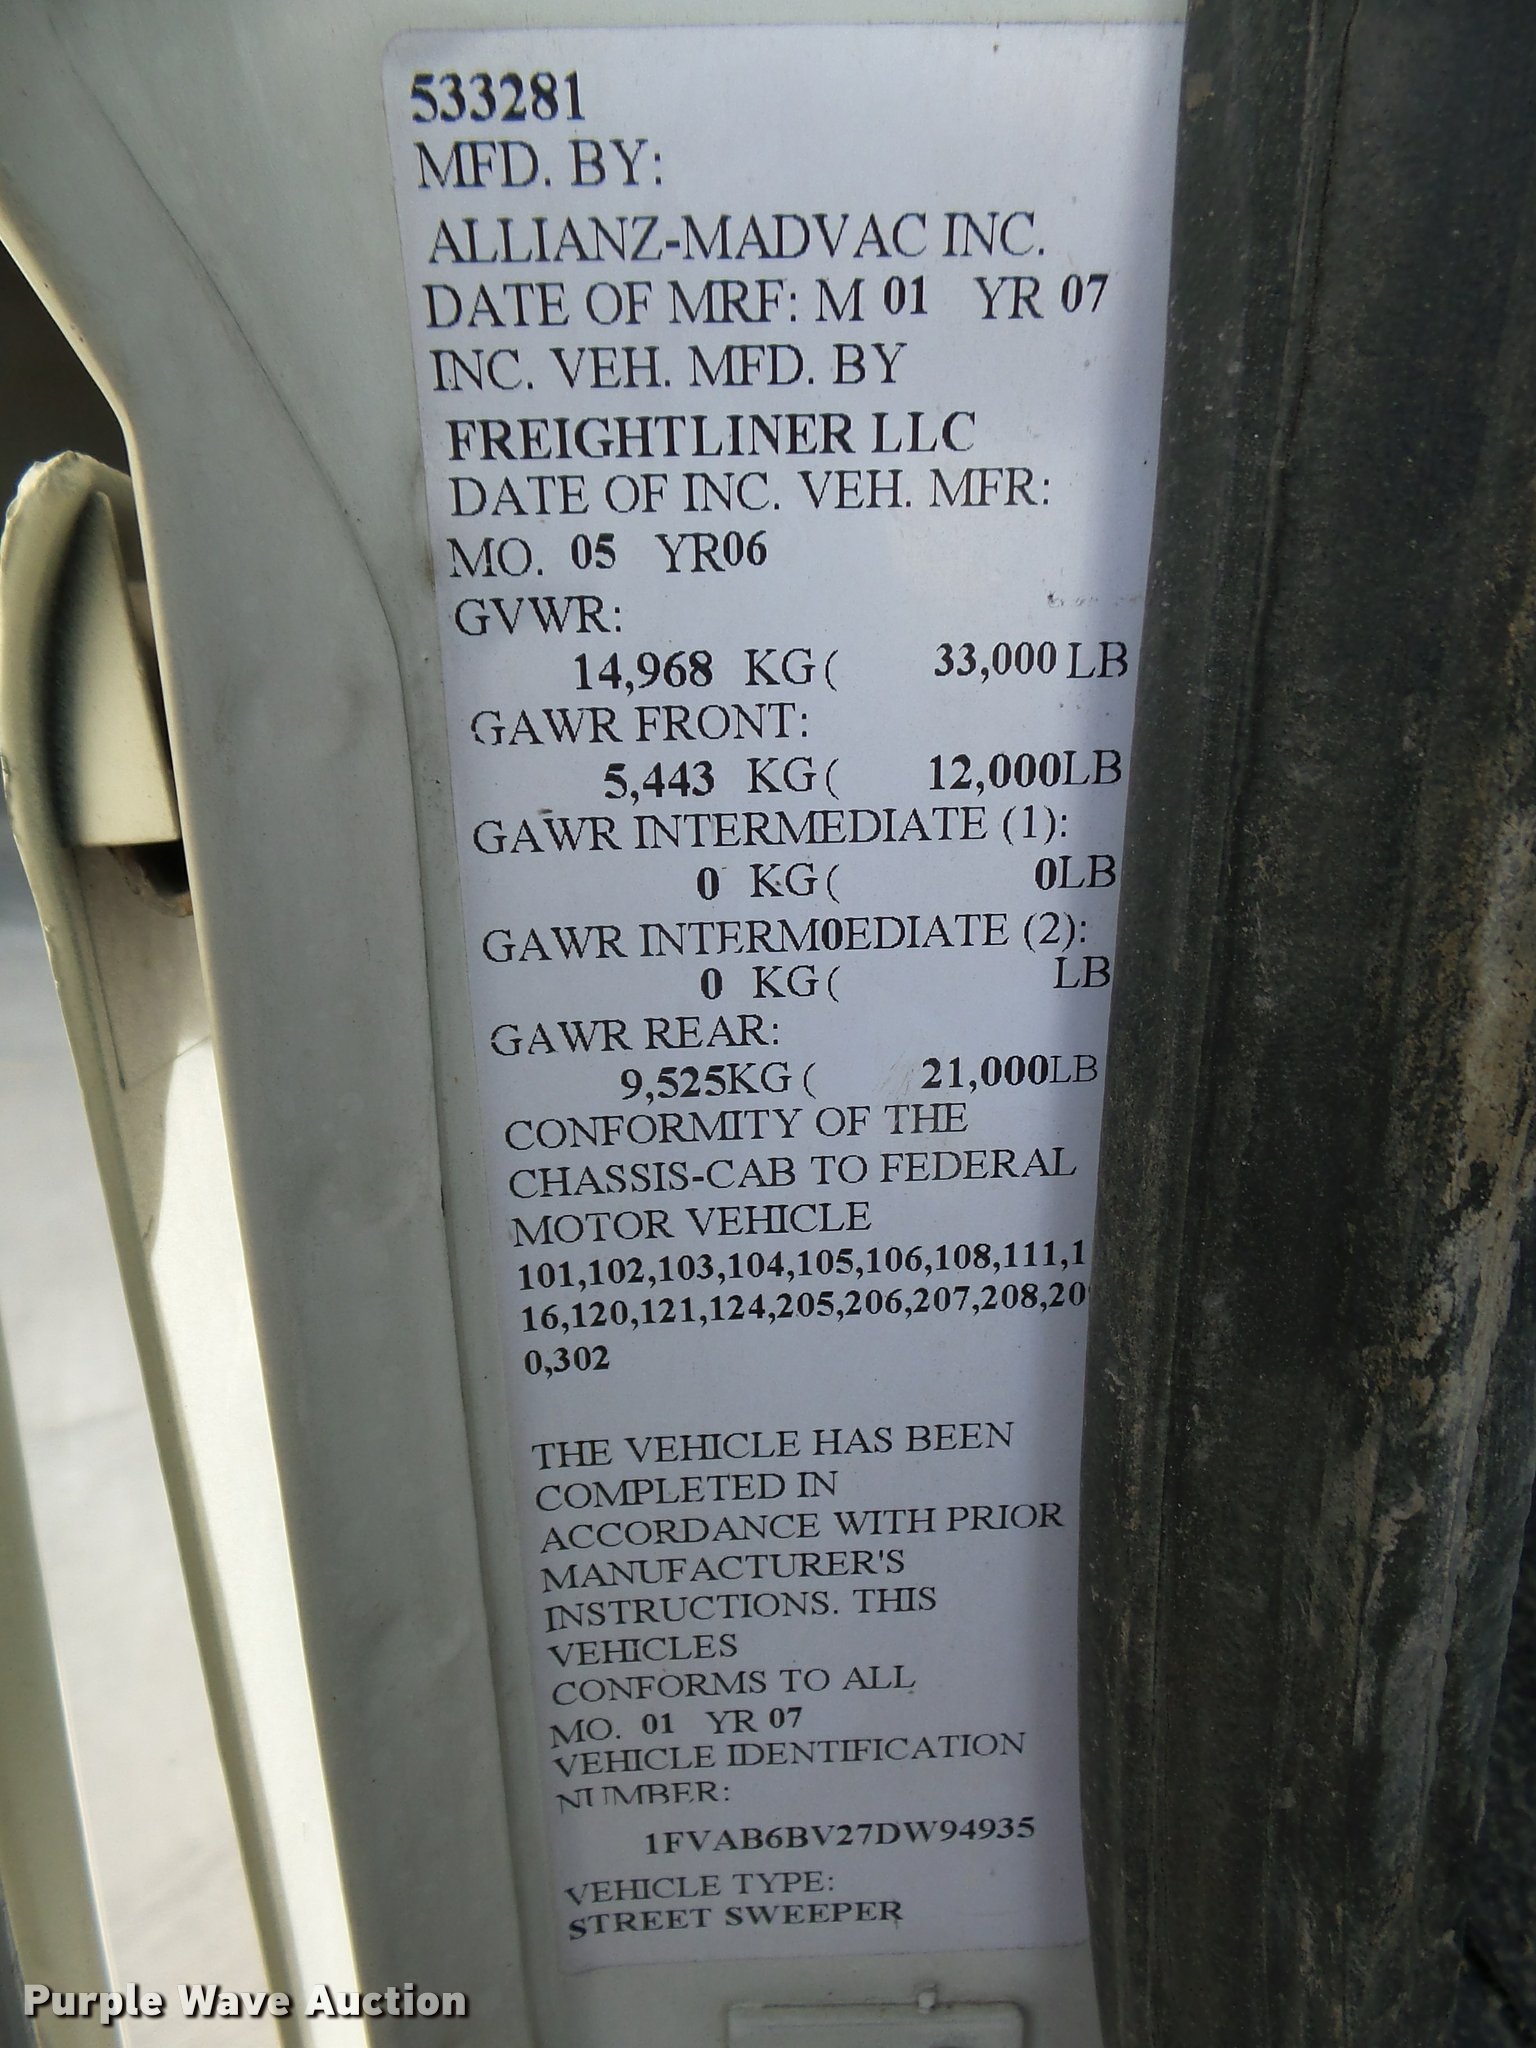 533281
MFD. BY:
ALLIANZ-MADVAC INC.
DATE OF MRF: M 01 YR 07
INC. VEH. MFD. BY
FREIGHTLINER LLC
DATE OF INC. VEH. MFR:
MO. 05 YR06
GVWR:
14,968 KG( 33,000 LB
GAWR FRONT:
5,443 KG( 12,000LB
GAWR INTERMEDIATE (1):
0 KG( 0LB
GAWR INTERM0EDIATE (2):
0 KG( LB
GAWR REAR:
9,525KG( 21,000LB
CONFORMITY OF THE
CHASSIS-CAB TO FEDERAL
MOTOR VEHICLE
101,102,103,104,105,106,108,111,1
16,120,121,124,205,206,207,208,20
0,302
THE VEHICLE HAS BEEN
COMPLETED IN
ACCORDANCE WITH PRIOR
MANUFACTURER'S
INSTRUCTIONS. THIS
VEHICLES
CONFORMS TO ALL
MO. 01 YR 07
VEHICLE IDENTIFICATION
NUMBER:
1FVAB6BV27DW94935
VEHICLE TYPE:
STREET SWEEPER
Purple Wave Auction